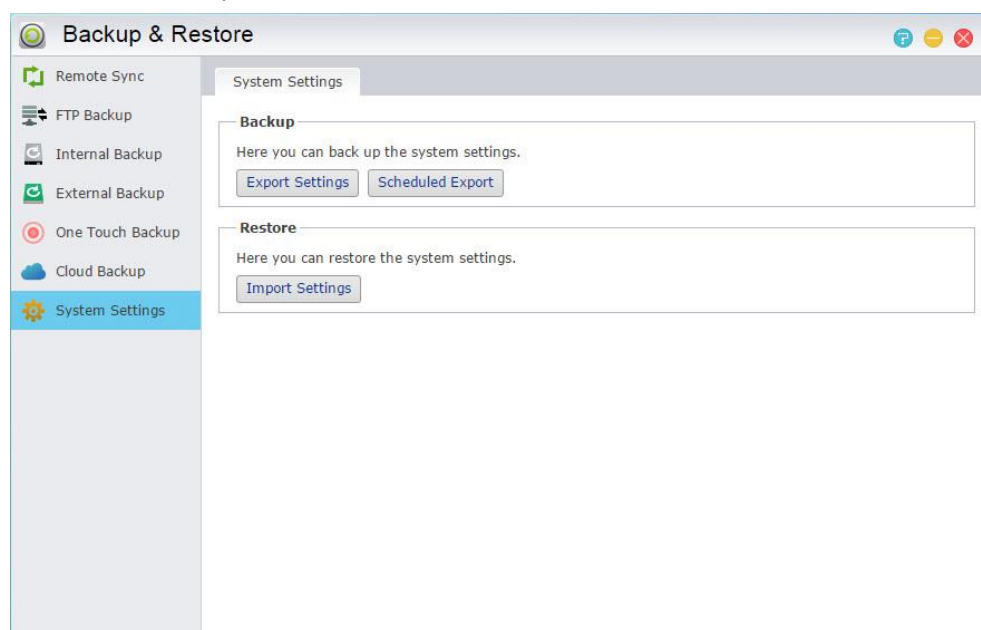 Backup & Restore
Remote Sync
FTP Backup
Internal Backup
External Backup
One Touch Backup
Cloud Backup
System Settings
System Settings
Backup
Here you can back up the system settings.
Export Settings Scheduled Export
Restore
Here you can restore the system settings.
Import Settings